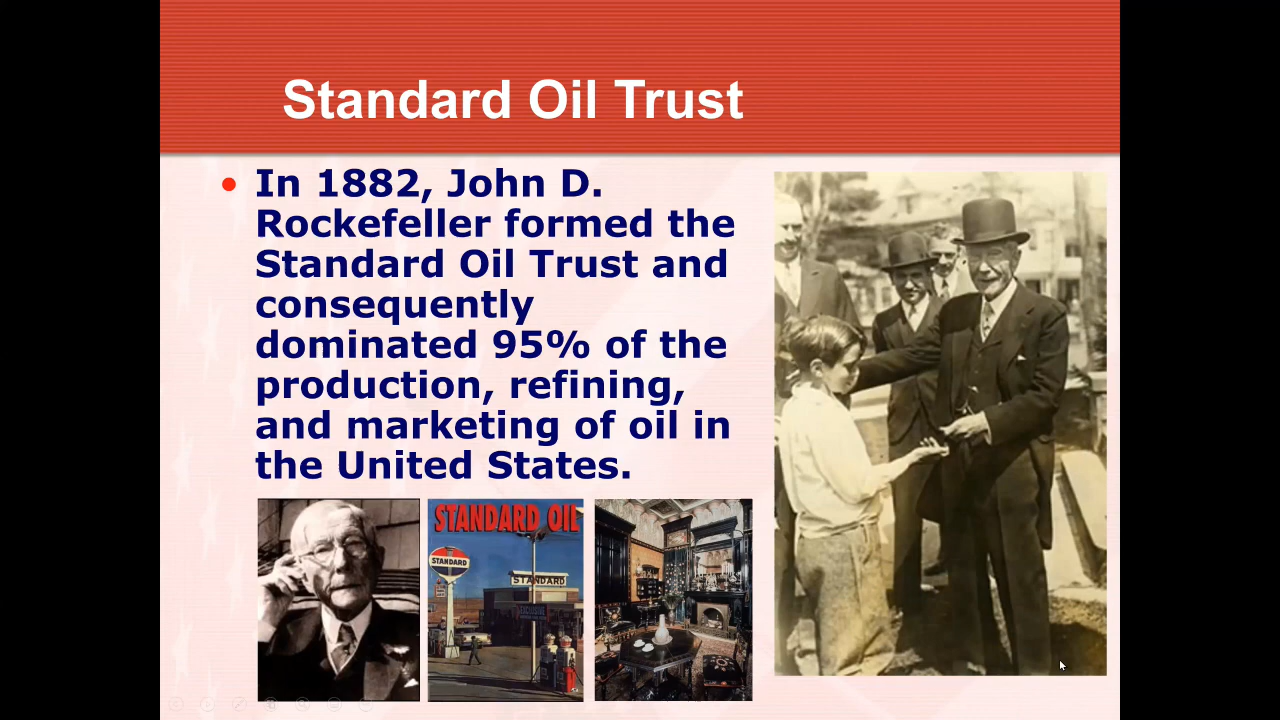 Standard Oil Trust
• In 1882, John D.
Rockefeller formed the
Standard Oil Trust and
consequently
dominated 95% of the
production, refining,
and marketing of oil in
the United States.
STANDARD OIL
STANDARD
STANDARD
EXCLUSIVE